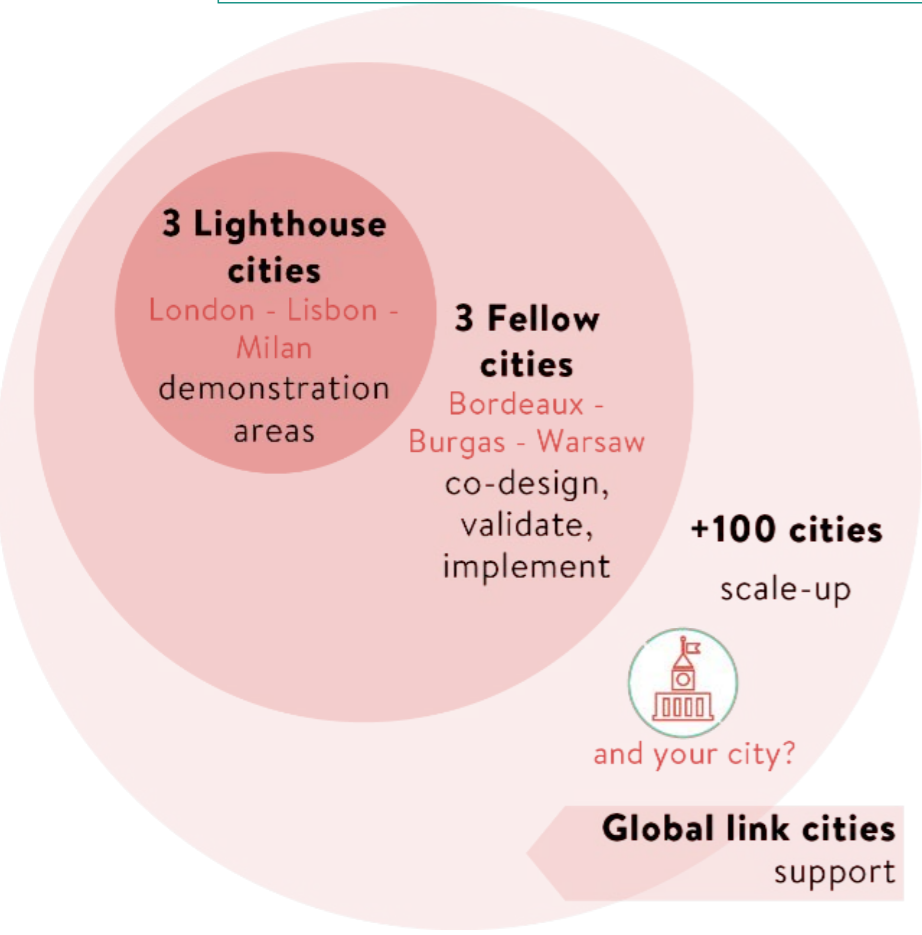 3 Lighthouse
cities
London - Lisbon -
Milan
demonstration
areas
3 Fellow
cities
Bordeaux -
Burgas - Warsaw
co-design,
validate,
implement
+100 cities
scale-up
and your city?
Global link cities
support